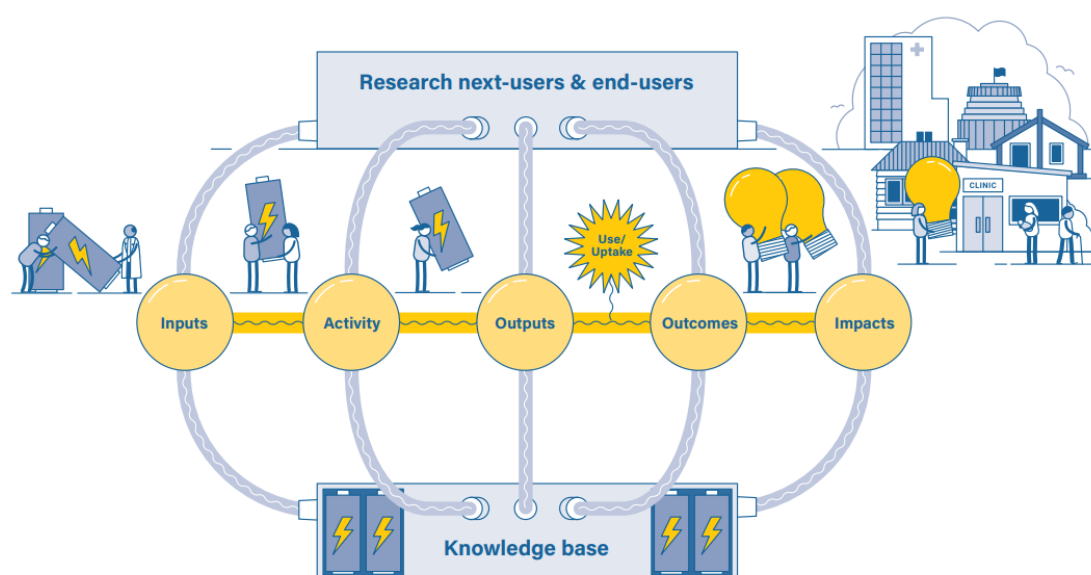 Research next-users & end-users
CLINIC
Use/
Uptake
Inputs
Activity
Outputs
Outcomes
Impacts
Knowledge base